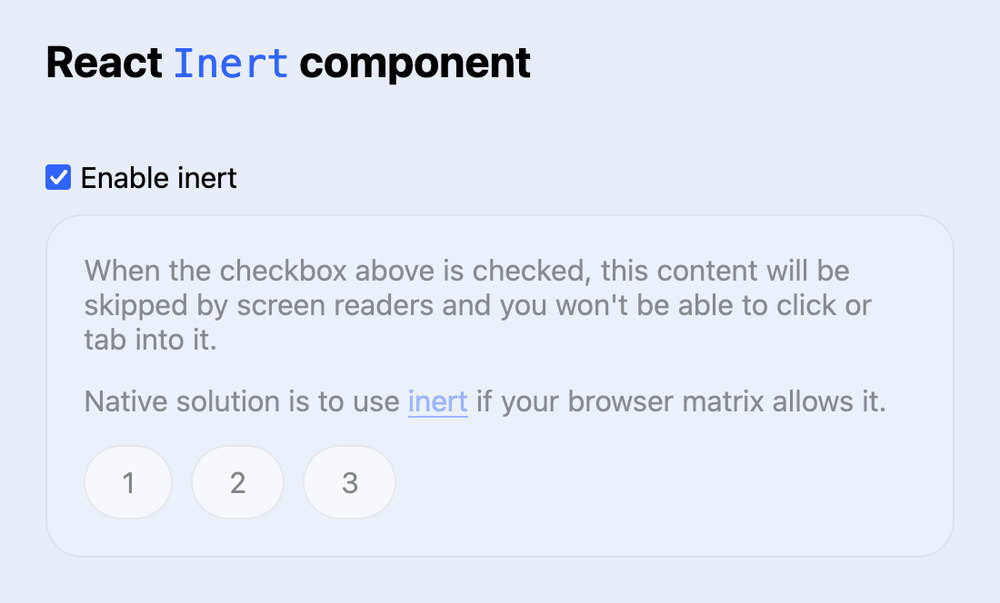 React Inert component
Enable inert
When the checkbox above is checked, this content will be
skipped by screen readers and you won't be able to click or
tab into it.
Native solution is to use inert if your browser matrix allows it.
1 2 3